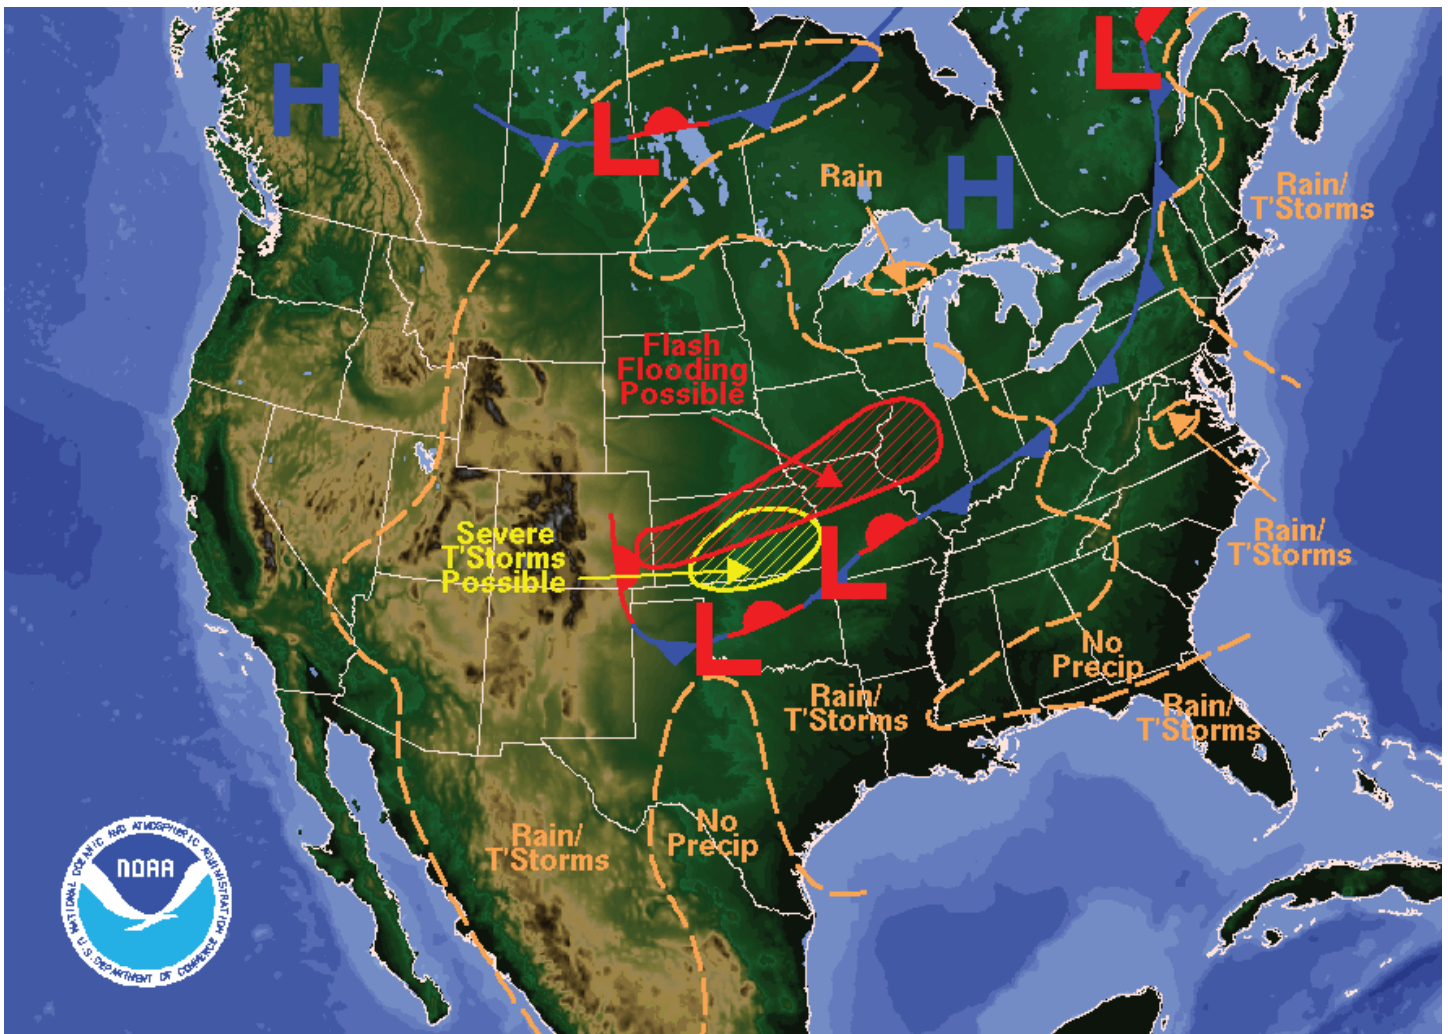 H
L
L
Rain
H
Rain/
T'Storms
Flash
Flooding
Possible
Severe
T'Storms
Possible
L
L
Rain/
T'Storms
No
Precip
Rain/
T'Storms
Rain/
T'Storms
Rain/
T'Storms
No
Precip
NATIONAL OCEANIC AND ATMOSPHERIC ADMINISTRATION
NOAA
U.S. DEPARTMENT OF COMMERCE